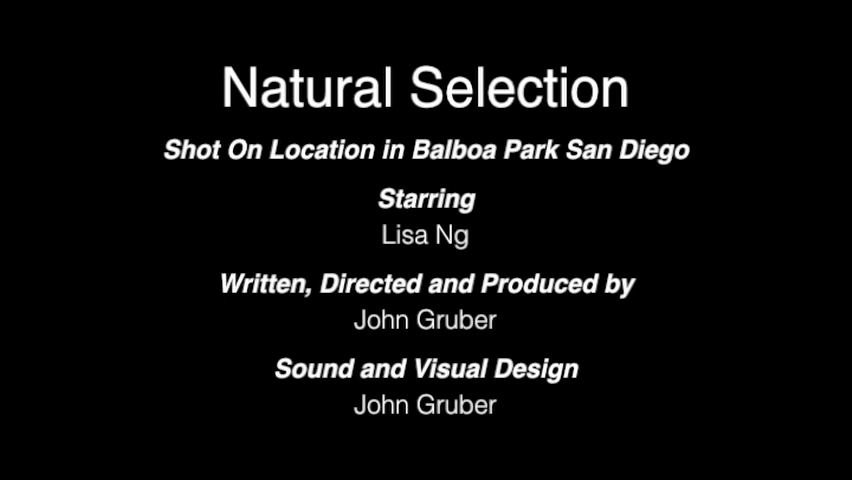 Natural Selection
Shot On Location in Balboa Park San Diego
Starring
Lisa Ng
Written, Directed and Produced by
John Gruber
Sound and Visual Design
John Gruber